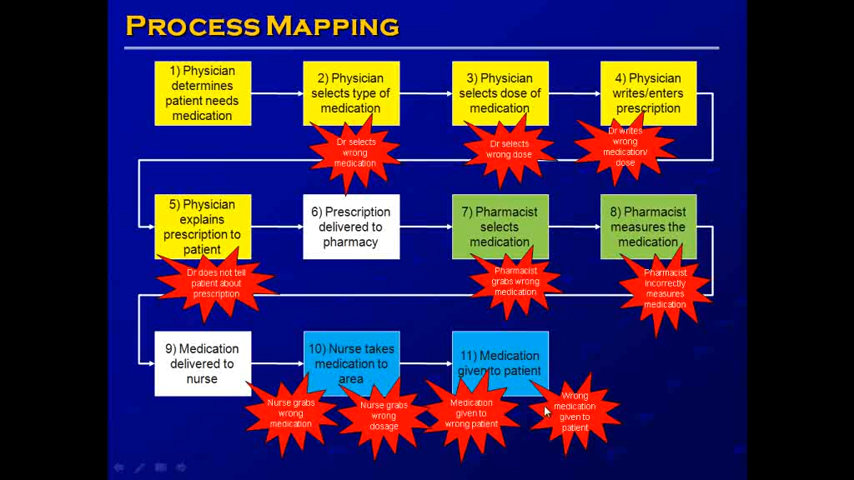 PROCESS MAPPING
1) Physician
determines
patient needs
medication
2) Physician
selects type of
medication
3) Physician
selects dose of
medication
4) Physician
writes/enters
prescription
Dr selects
wrong
medication
Dr selects
wrong dose
Dr writes
wrong
medication/
dose
5) Physician
explains
prescription to
patient
6) Prescription
delivered to
pharmacy
7) Pharmacist
selects
medication
8) Pharmacist
measures the
medication
Dr does not tell
patient about
prescription
Pharmacist
grabs wrong
medication
Pharmacist
incorrectly
measures
medication
9) Medication
delivered to
nurse
10) Nurse takes
medication to
area
11) Medication
given to patient
Nurse grabs
wrong
medication
Nurse grabs
wrong
dosage
Medication
given to
wrong patient
Wrong
medication
given to
patient